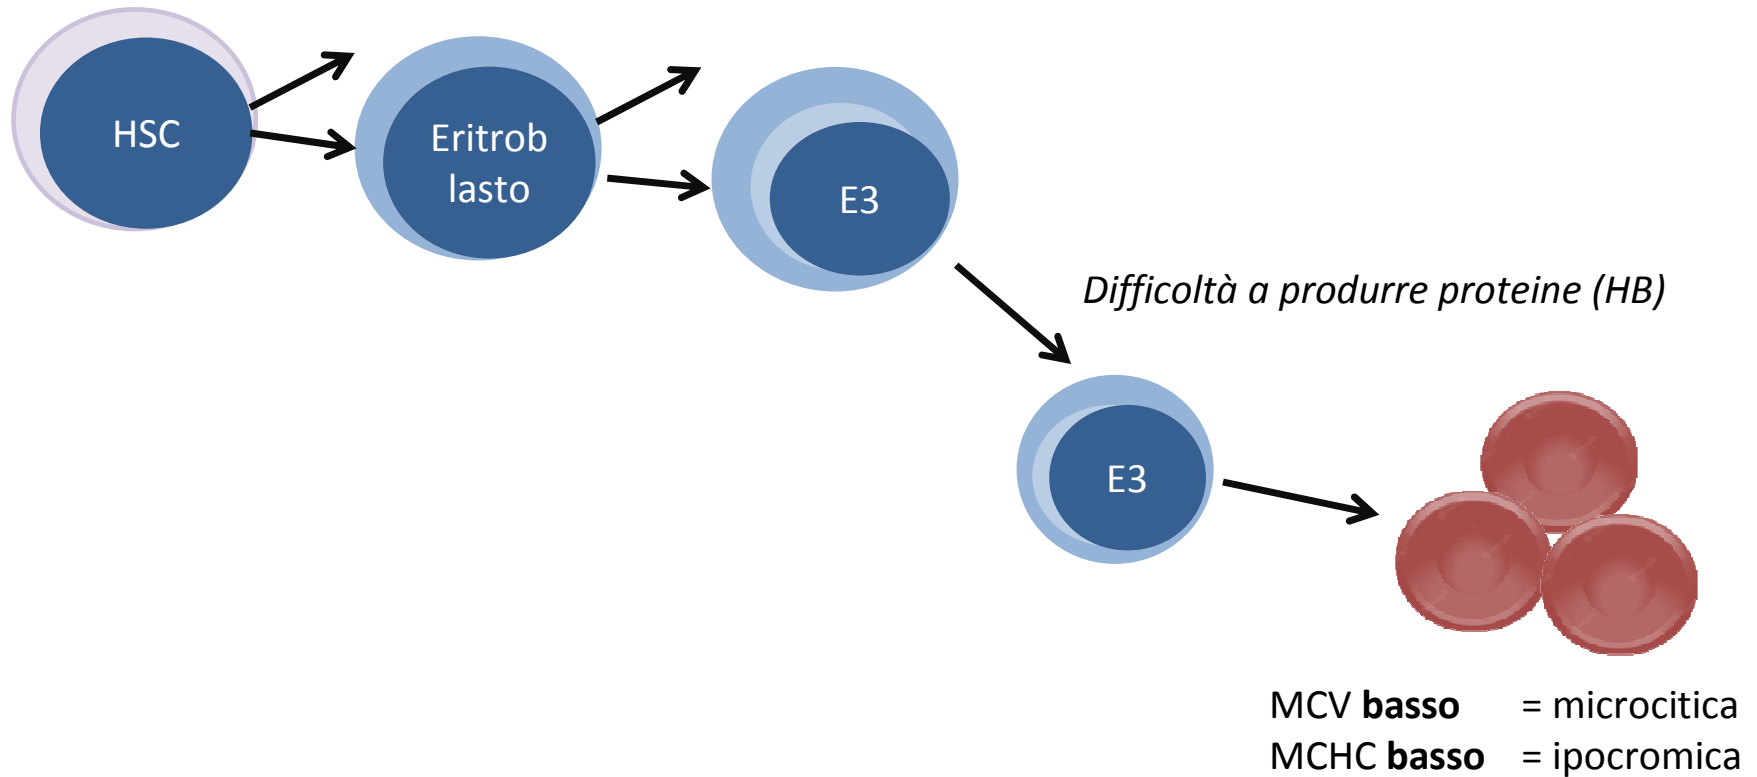 HSC
Eritrob
lasto
E3
Difficoltà a produrre proteine (HB)
E3
MCV basso = microcitica
MCHC basso = ipocromica